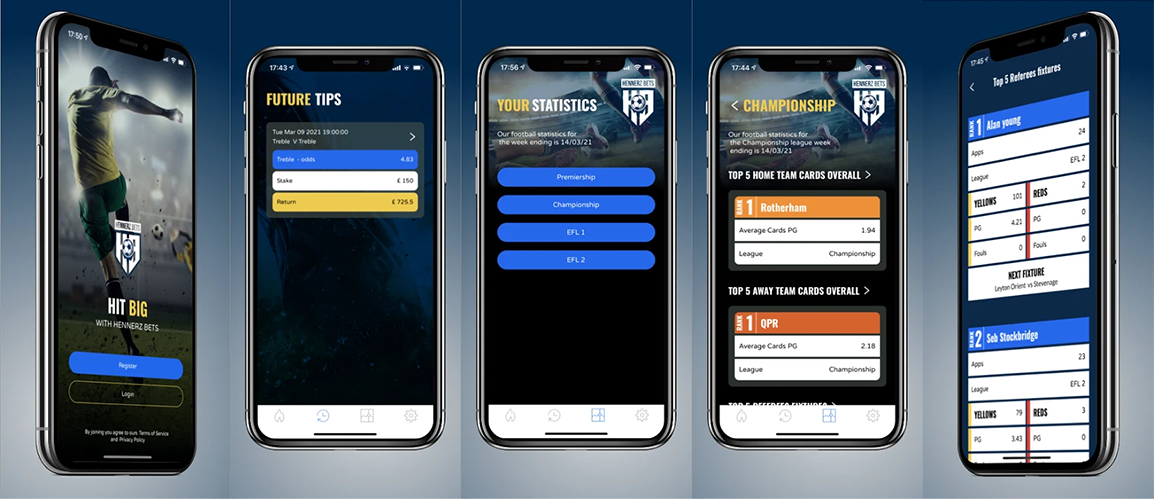 17:50
HENNERZ BETS
HIT BIG
WITH HENNERZ BETS
Register
Login
By joining you agree to ours Terms of Service
and Privacy Policy
17:43
FUTURE TIPS
Tue Mar 09 2021 19:00:00
Treble V Treble
Treble - odds 4.83
Stake £ 150
Return £ 725.5
17:56
HENNERZ BETS
YOUR STATISTICS
Our football statistics for
the week ending is 14/03/21
Premiership
Championship
EFL 1
EFL 2
17:44
HENNERZ BETS
CHAMPIONSHIP
Our football statistics for
the Championship league week
ending is 14/03/21
TOP 5 HOME TEAM CARDS OVERALL
RANK 1 Rotherham
Average Cards PG 1.94
League Championship
TOP 5 AWAY TEAM CARDS OVERALL
RANK 1 QPR
Average Cards PG 2.18
League Championship
TOP 5 REFEREES FIXTURES
17:45
Top 5 Referees fixtures
RANK 1 Alan young
Apps 24
League EFL 2
YELLOWS 101 REDS 2
PG 4.21 PG 0
Fouls 0 Fouls 0
NEXT FIXTURE
Leyton Orient vs Stevenage
RANK 2 Seb Stockbridge
Apps 23
League EFL 2
YELLOWS 79 REDS 3
PG 3.43 PG 0